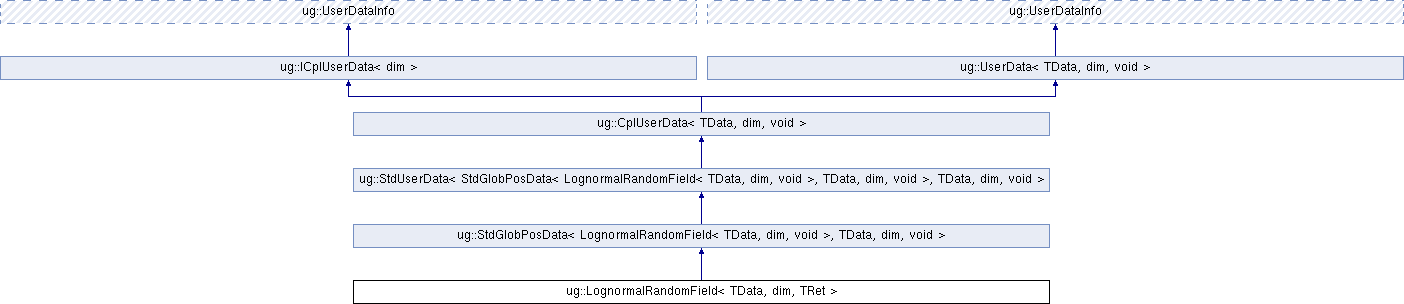 ug::UserDataInfo
ug::UserDataInfo
ug::ICplUserData< dim >
ug::UserData< TData, dim, void >
ug::CplUserData< TData, dim, void >
ug::StdUserData< StdGlobPosData< LognormalRandomField< TData, dim, void >, TData, dim, void >, TData, dim, void >
ug::StdGlobPosData< LognormalRandomField< TData, dim, void >, TData, dim, void >
ug::LognormalRandomField< TData, dim, TRet >